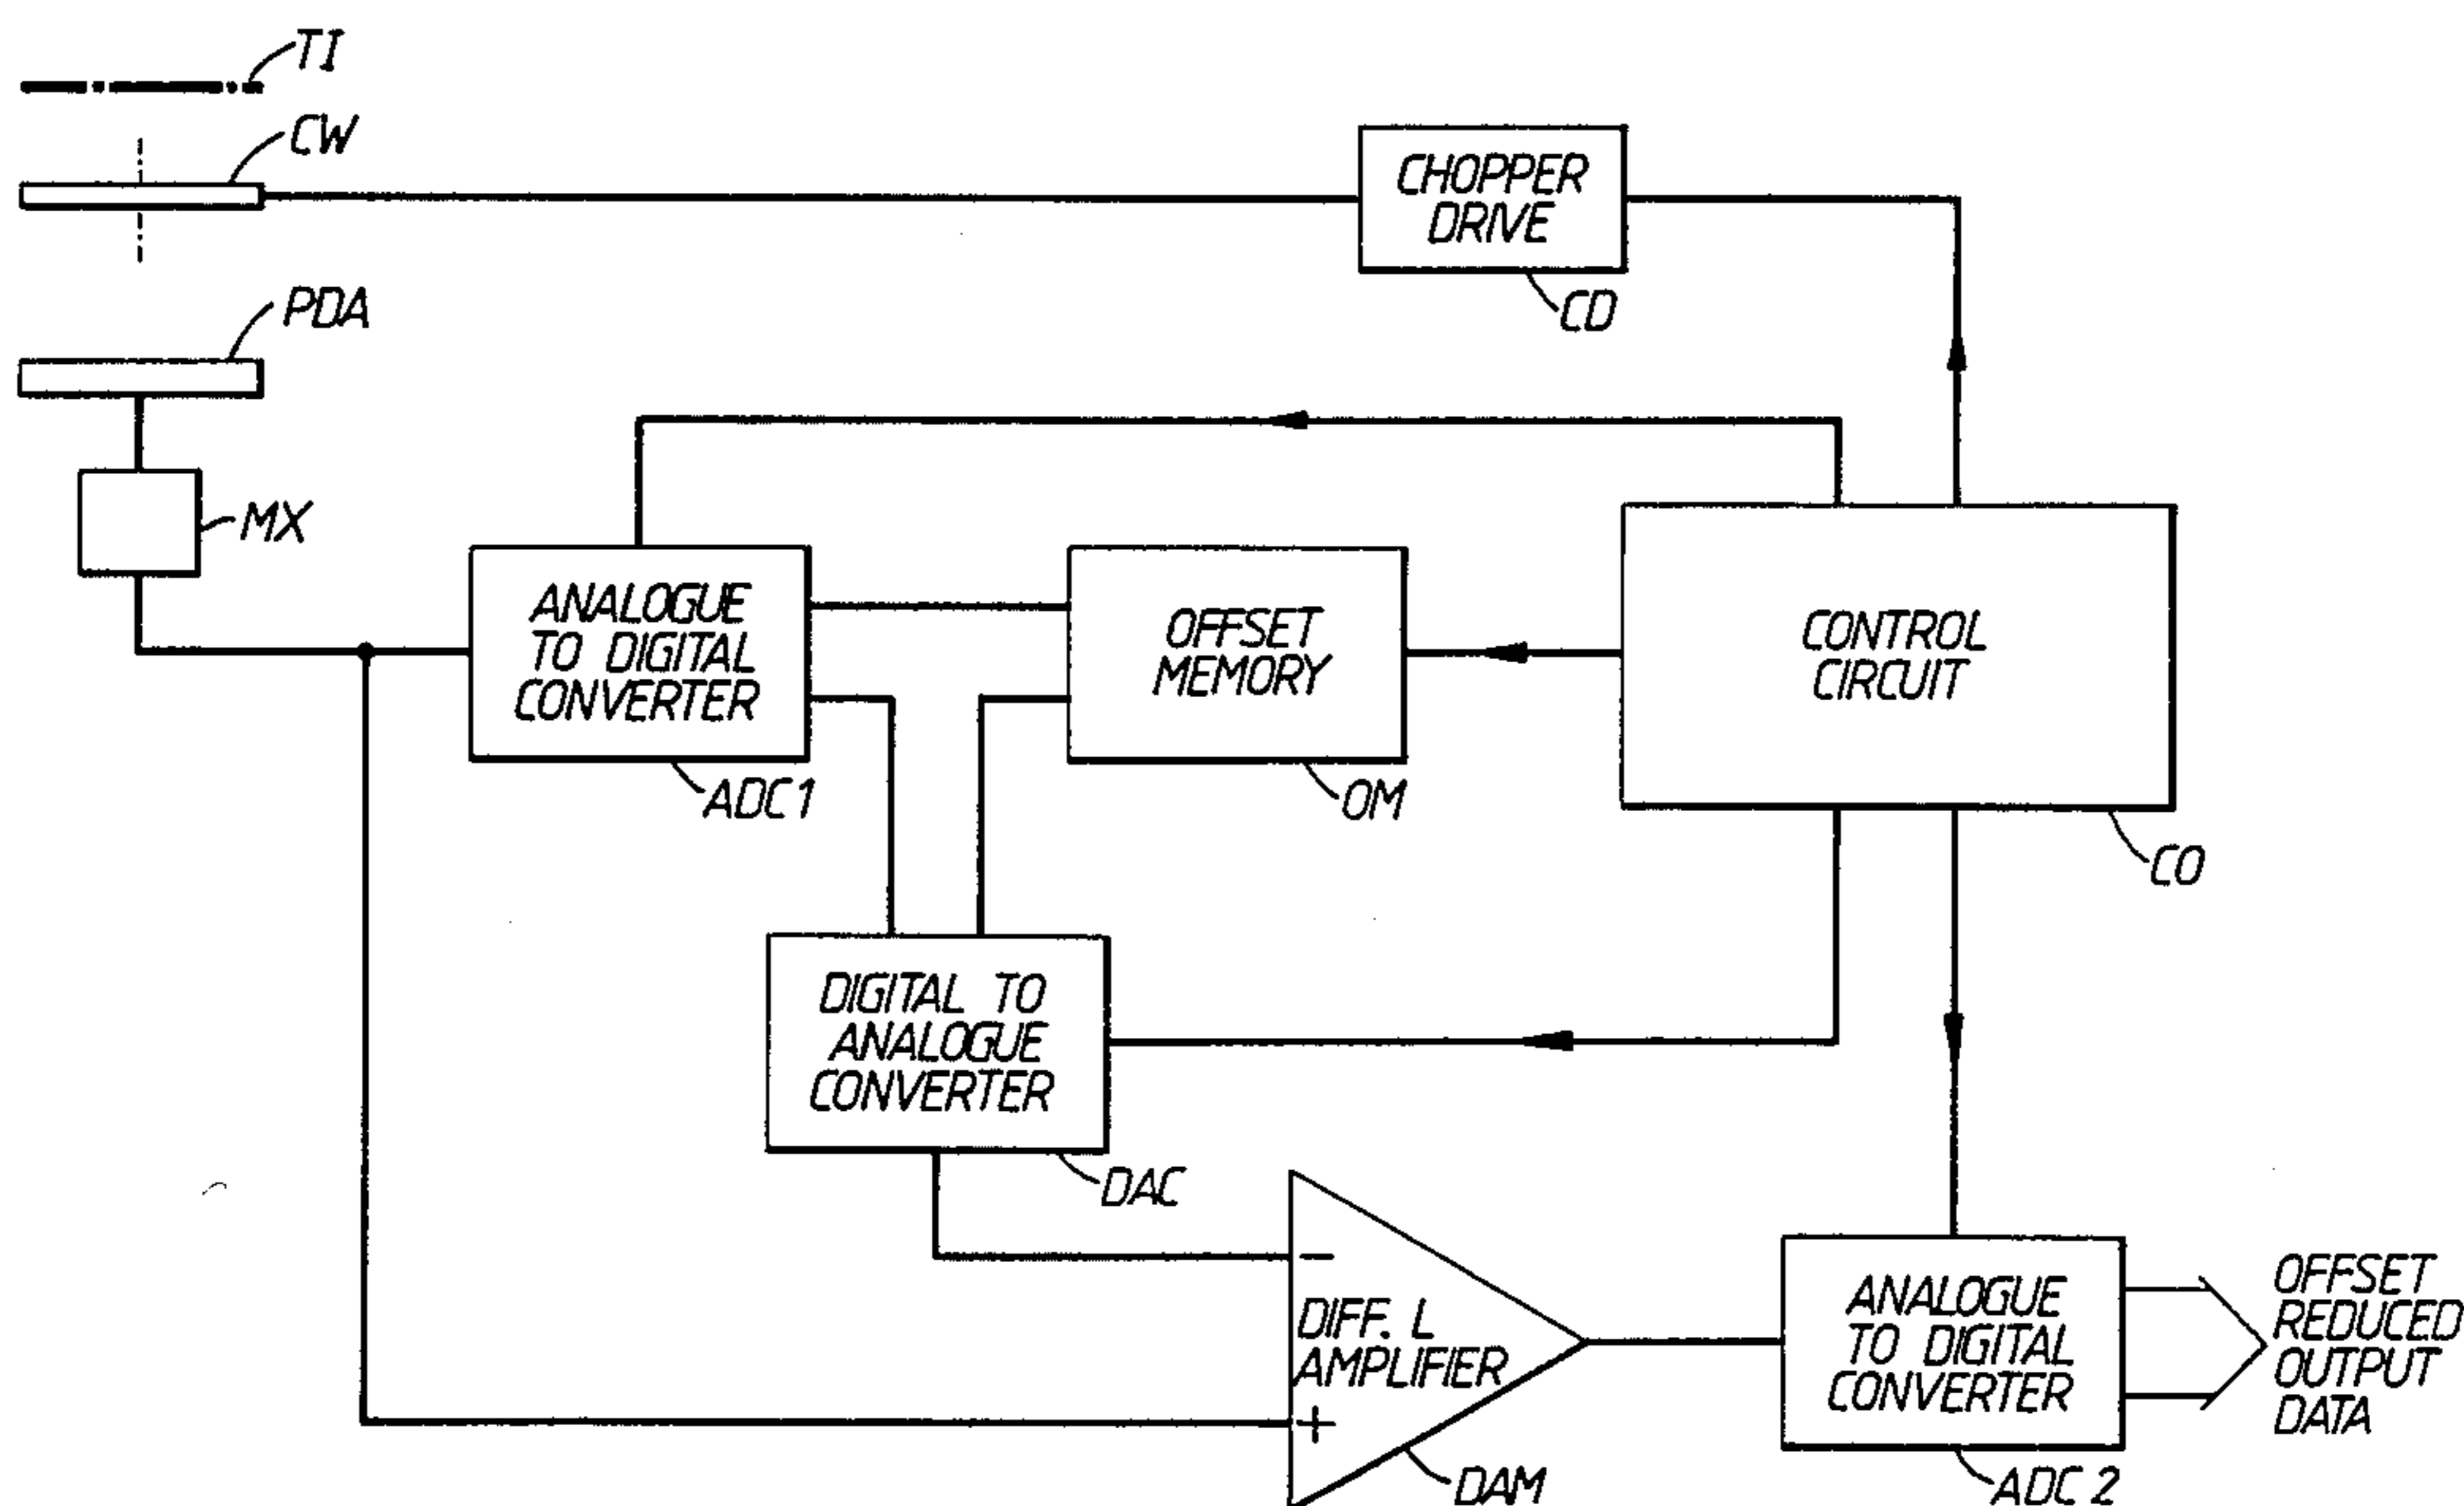 TI
CW
CHOPPER
DRIVE
CD
PDA
MX
ANALOGUE
TO DIGITAL
CONVERTER
ADC1
OFFSET
MEMORY
OM
CONTROL
CIRCUIT
CO
DIGITAL TO
ANALOGUE
CONVERTER
DAC
−
DIFF. L
AMPLIFIER
+
DAM
ANALOGUE
TO DIGITAL
CONVERTER
ADC 2
OFFSET
REDUCED
OUTPUT
DATA